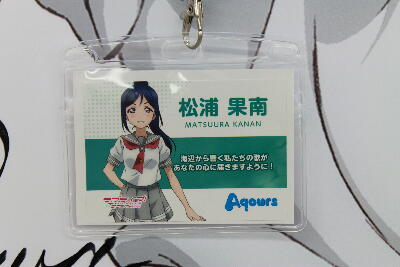 松浦 果南
MATSUURA KANAN
海辺から響く私たちの歌が
あなたの心に届きますように！
Aqours